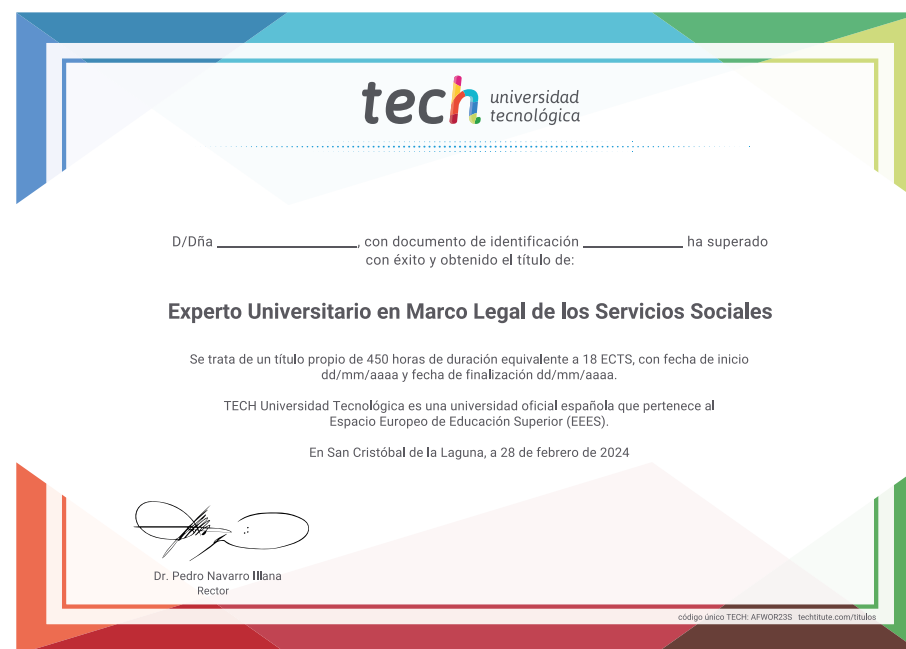 tech universidad
tecnológica
D/Dña ____________________, con documento de identificación ______________ ha superado
con éxito y obtenido el título de:
Experto Universitario en Marco Legal de los Servicios Sociales
Se trata de un título propio de 450 horas de duración equivalente a 18 ECTS, con fecha de inicio
dd/mm/aaaa y fecha de finalización dd/mm/aaaa.
TECH Universidad Tecnológica es una universidad oficial española que pertenece al
Espacio Europeo de Educación Superior (EEES).
En San Cristóbal de la Laguna, a 28 de febrero de 2024
Dr. Pedro Navarro Illana
Rector
código único TECH: AFWOR23S techtitute.com/titulos